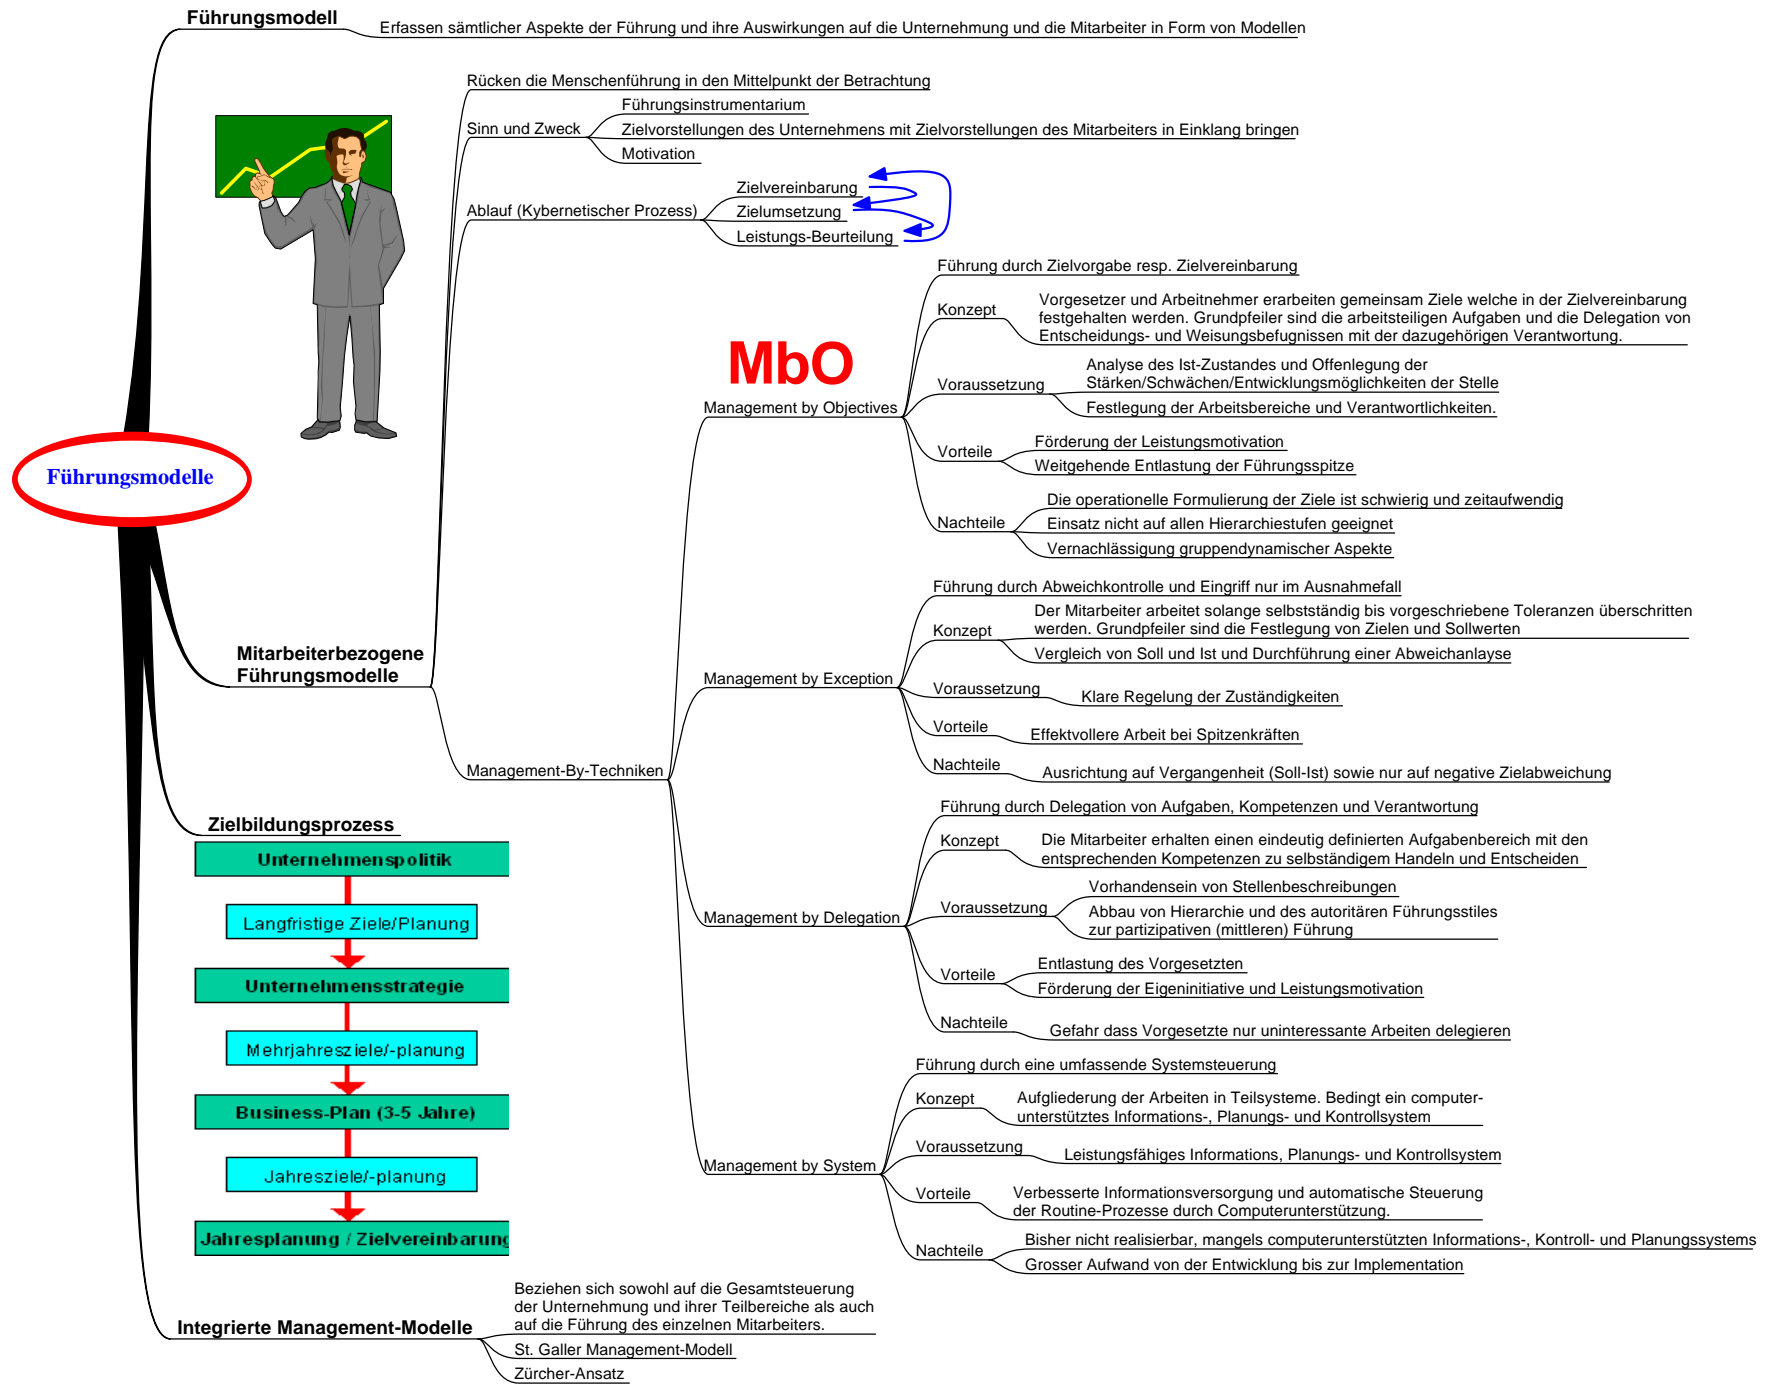 Führungsmodelle
Führungsmodell
Erfassen sämtlicher Aspekte der Führung und ihre Auswirkungen auf die Unternehmung und die Mitarbeiter in Form von Modellen
Mitarbeiterbezogene
Führungsmodelle
Rücken die Menschenführung in den Mittelpunkt der Betrachtung
Sinn und Zweck
Führungsinstrumentarium
Zielvorstellungen des Unternehmens mit Zielvorstellungen des Mitarbeiters in Einklang bringen
Motivation
Ablauf (Kybernetischer Prozess)
Zielvereinbarung
Zielumsetzung
Leistungs-Beurteilung
Management-By-Techniken
MbO
Management by Objectives
Führung durch Zielvorgabe resp. Zielvereinbarung
Konzept
Vorgesetzer und Arbeitnehmer erarbeiten gemeinsam Ziele welche in der Zielvereinbarung
festgehalten werden. Grundpfeiler sind die arbeitsteiligen Aufgaben und die Delegation von
Entscheidungs- und Weisungsbefugnissen mit der dazugehörigen Verantwortung.
Voraussetzung
Analyse des Ist-Zustandes und Offenlegung der
Stärken/Schwächen/Entwicklungsmöglichkeiten der Stelle
Festlegung der Arbeitsbereiche und Verantwortlichkeiten.
Vorteile
Förderung der Leistungsmotivation
Weitgehende Entlastung der Führungsspitze
Nachteile
Die operationelle Formulierung der Ziele ist schwierig und zeitaufwendig
Einsatz nicht auf allen Hierarchiestufen geeignet
Vernachlässigung gruppendynamischer Aspekte
Management by Exception
Führung durch Abweichkontrolle und Eingriff nur im Ausnahmefall
Konzept
Der Mitarbeiter arbeitet solange selbstständig bis vorgeschriebene Toleranzen überschritten
werden. Grundpfeiler sind die Festlegung von Zielen und Sollwerten
Vergleich von Soll und Ist und Durchführung einer Abweichanlayse
Voraussetzung
Klare Regelung der Zuständigkeiten
Vorteile
Effektvollere Arbeit bei Spitzenkräften
Nachteile
Ausrichtung auf Vergangenheit (Soll-Ist) sowie nur auf negative Zielabweichung
Management by Delegation
Führung durch Delegation von Aufgaben, Kompetenzen und Verantwortung
Konzept
Die Mitarbeiter erhalten einen eindeutig definierten Aufgabenbereich mit den
entsprechenden Kompetenzen zu selbständigem Handeln und Entscheiden
Voraussetzung
Vorhandensein von Stellenbeschreibungen
Abbau von Hierarchie und des autoritären Führungsstiles
zur partizipativen (mittleren) Führung
Vorteile
Entlastung des Vorgesetzten
Förderung der Eigeninitiative und Leistungsmotivation
Nachteile
Gefahr dass Vorgesetzte nur uninteressante Arbeiten delegieren
Management by System
Führung durch eine umfassende Systemsteuerung
Konzept
Aufgliederung der Arbeiten in Teilsysteme. Bedingt ein computer-
unterstütztes Informations-, Planungs- und Kontrollsystem
Voraussetzung
Leistungsfähiges Informations, Planungs- und Kontrollsystem
Vorteile
Verbesserte Informationsversorgung und automatische Steuerung
der Routine-Prozesse durch Computerunterstützung.
Nachteile
Bisher nicht realisierbar, mangels computerunterstützten Informations-, Kontroll- und Planungssystems
Grosser Aufwand von der Entwicklung bis zur Implementation
Zielbildungsprozess
Unternehmenspolitik
Langfristige Ziele/Planung
Unternehmensstrategie
Mehrjahresziele/-planung
Business-Plan (3-5 Jahre)
Jahresziele/-planung
Jahresplanung / Zielvereinbarung
Integrierte Management-Modelle
Beziehen sich sowohl auf die Gesamtsteuerung
der Unternehmung und ihrer Teilbereiche als auch
auf die Führung des einzelnen Mitarbeiters.
St. Galler Management-Modell
Zürcher-Ansatz